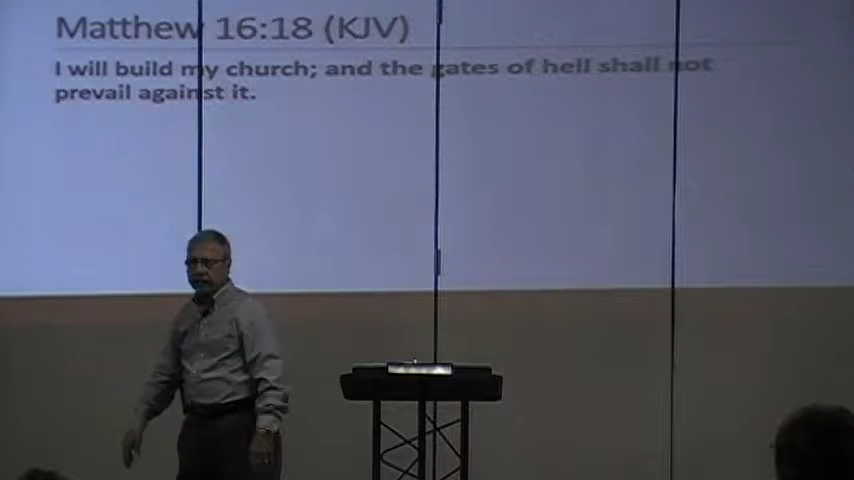 Matthew 16:18 (KJV)
I will build my church; and the gates of hell shall not
prevail against it.